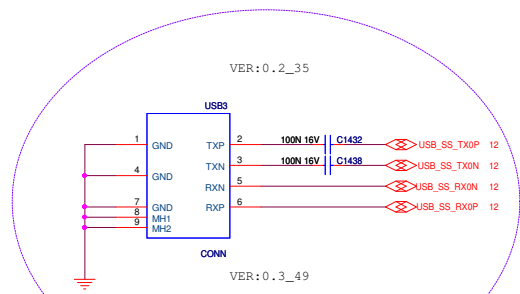 VER:0.2_35
USB3
1 GND TXP 2 100N 16V C1432 USB_SS_TX0P 12
TXN 3 100N 16V C1438 USB_SS_TX0N 12
4 GND RXN 5 USB_SS_RX0N 12
7 GND RXP 6 USB_SS_RX0P 12
8 MH1
9 MH2
CONN
VER:0.3_49